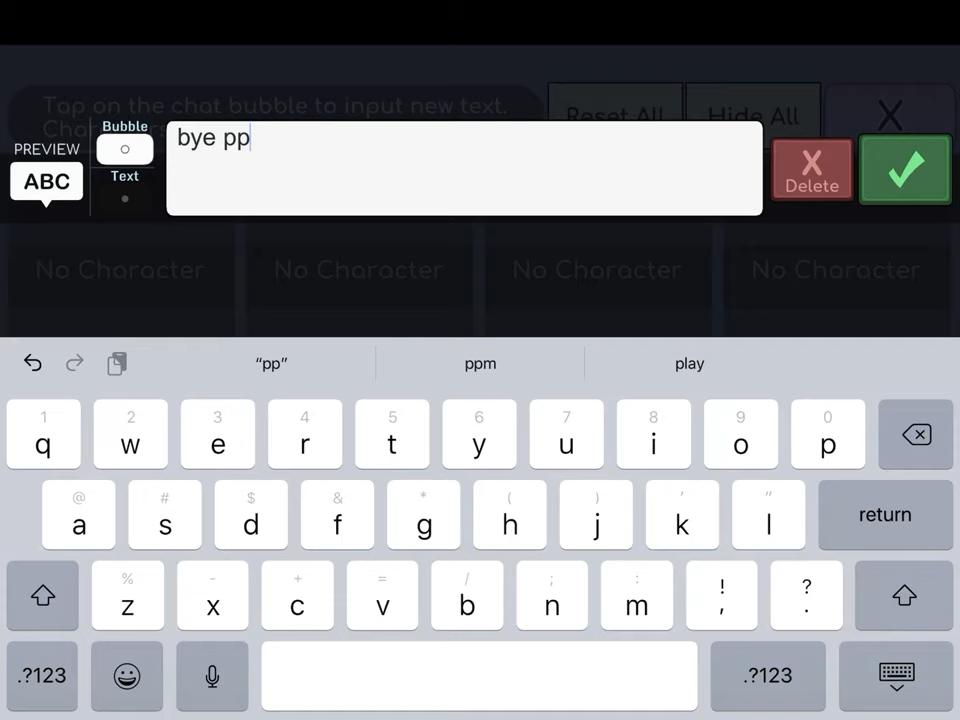 Tap on the chat bubble to input new text.
Reset All
Hide All
X
Bubble
PREVIEW
ABC
Text
bye pp
X
Delete
No Character
No Character
No Character
No Character
“pp”
ppm
play
1 2 3 4 5 6 7 8 9 0
q w e r t y u i o p
@ # $ & * ( ) ' "
a s d f g h j k l return
% - + = / ; : ! ?
z x c v b n m , .
.?123 .?123